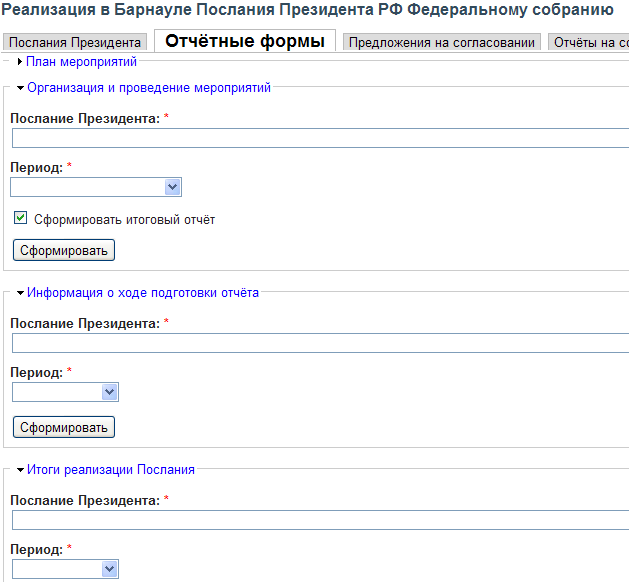 Реализация в Барнауле Послания Президента РФ Федеральному собранию
Послания Президента Отчётные формы Предложения на согласовании Отчёты на со
План мероприятий
Организация и проведение мероприятий
Послание Президента: *
Период: *
Сформировать итоговый отчёт
Сформировать
Информация о ходе подготовки отчёта
Послание Президента: *
Период: *
Сформировать
Итоги реализации Послания
Послание Президента: *
Период: *